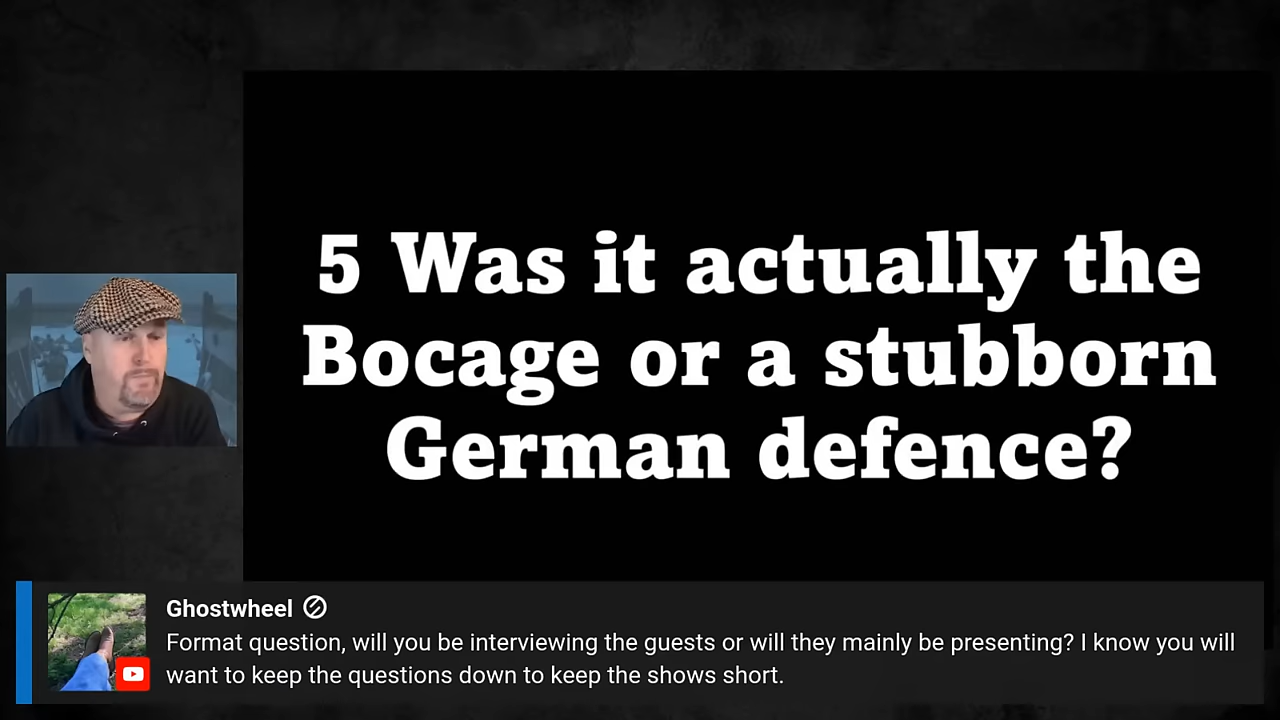 5 Was it actually the
Bocage or a stubborn
German defence?
Ghostwheel
Format question, will you be interviewing the guests or will they mainly be presenting? I know you will
want to keep the questions down to keep the shows short.